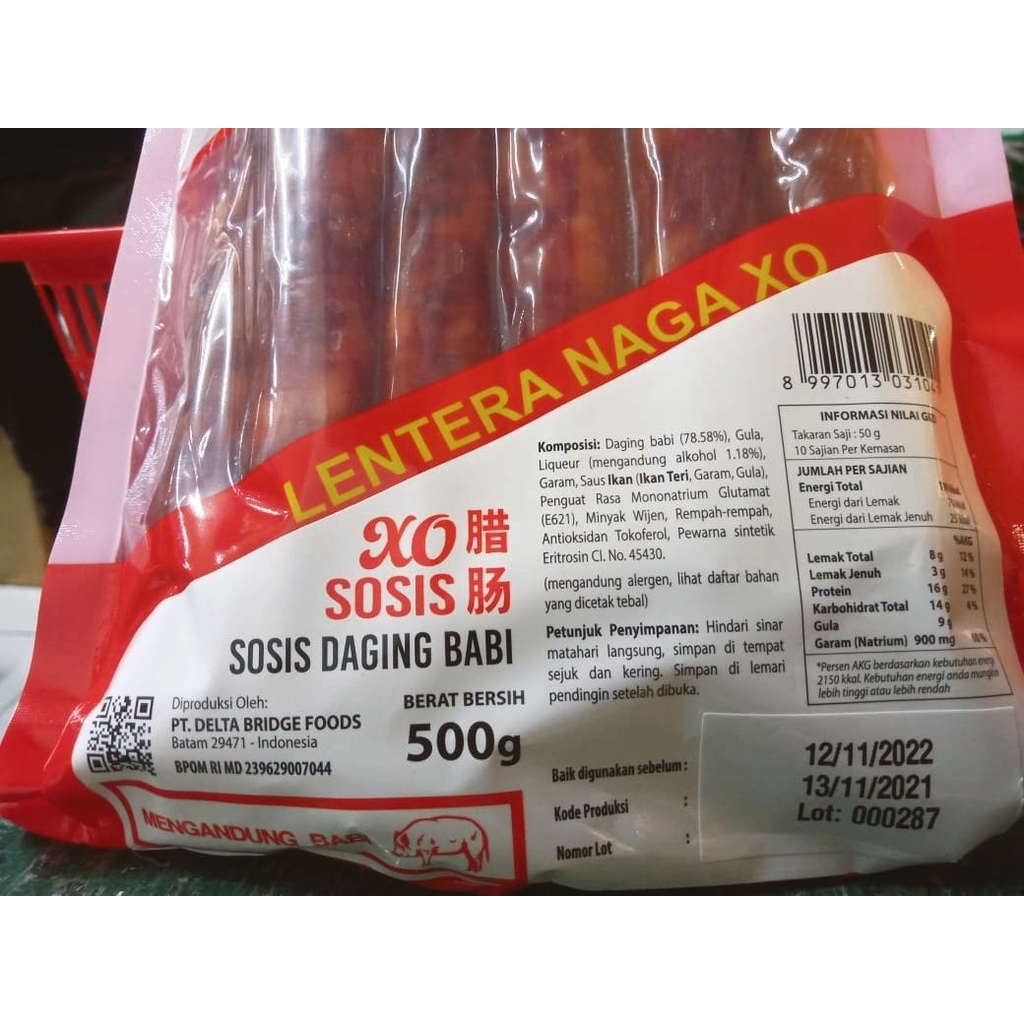 LENTERA NAGA XO
XO 腊
SOSIS 肠
SOSIS DAGING BABI
Diproduksi Oleh:
PT. DELTA BRIDGE FOODS
Batam 29471 - Indonesia
BPOM RI MD 239629007044
BERAT BERSIH
500g
MENGANDUNG BABI
Komposisi: Daging babi (78.58%), Gula,
Liqueur (mengandung alkohol 1.18%),
Garam, Saus Ikan (Ikan Teri, Garam, Gula),
Penguat Rasa Mononatrium Glutamat
(E621), Minyak Wijen, Rempah-rempah,
Antioksidan Tokoferol, Pewarna sintetik
Eritrosin CI. No. 45430.
(mengandung alergen, lihat daftar bahan
yang dicetak tebal)
Petunjuk Penyimpanan: Hindari sinar
matahari langsung, simpan di tempat
sejuk dan kering. Simpan di lemari
pendingin setelah dibuka.
Baik digunakan sebelum :
Kode Produksi :
Nomor Lot :
12/11/2022
13/11/2021
Lot: 000287
8 997013 0310
INFORMASI NILAI GIZI
Takaran Saji : 50 g
10 Sajian Per Kemasan
JUMLAH PER SAJIAN
Energi Total
Energi dari Lemak
Energi dari Lemak Jenuh 25 kkal
%AKG
Lemak Total 8 g 12%
Lemak Jenuh 3 g 14%
Protein 16 g 27%
Karbohidrat Total 14 g 4%
Gula 9 g
Garam (Natrium) 900 mg
*Persen AKG berdasarkan kebutuhan energi
2150 kkal. Kebutuhan energi anda mungkin
lebih tinggi atau lebih rendah